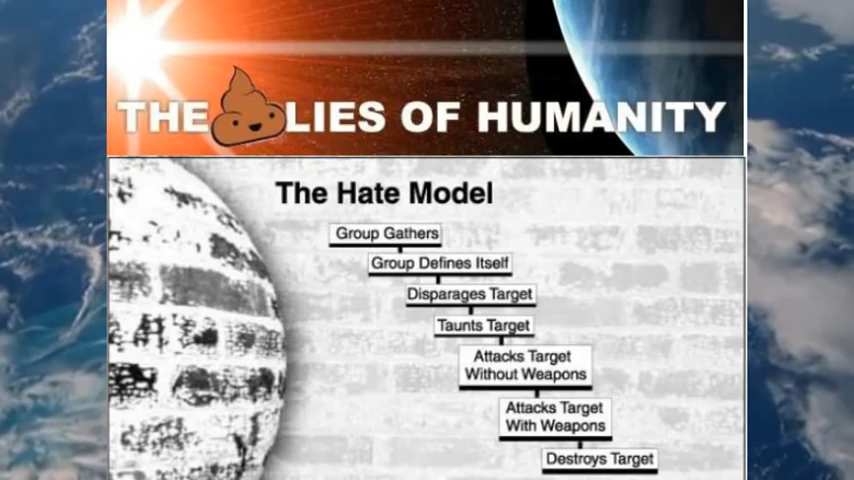 THE LIES OF HUMANITY
The Hate Model
Group Gathers
Group Defines Itself
Disparages Target
Taunts Target
Attacks Target
Without Weapons
Attacks Target
With Weapons
Destroys Target